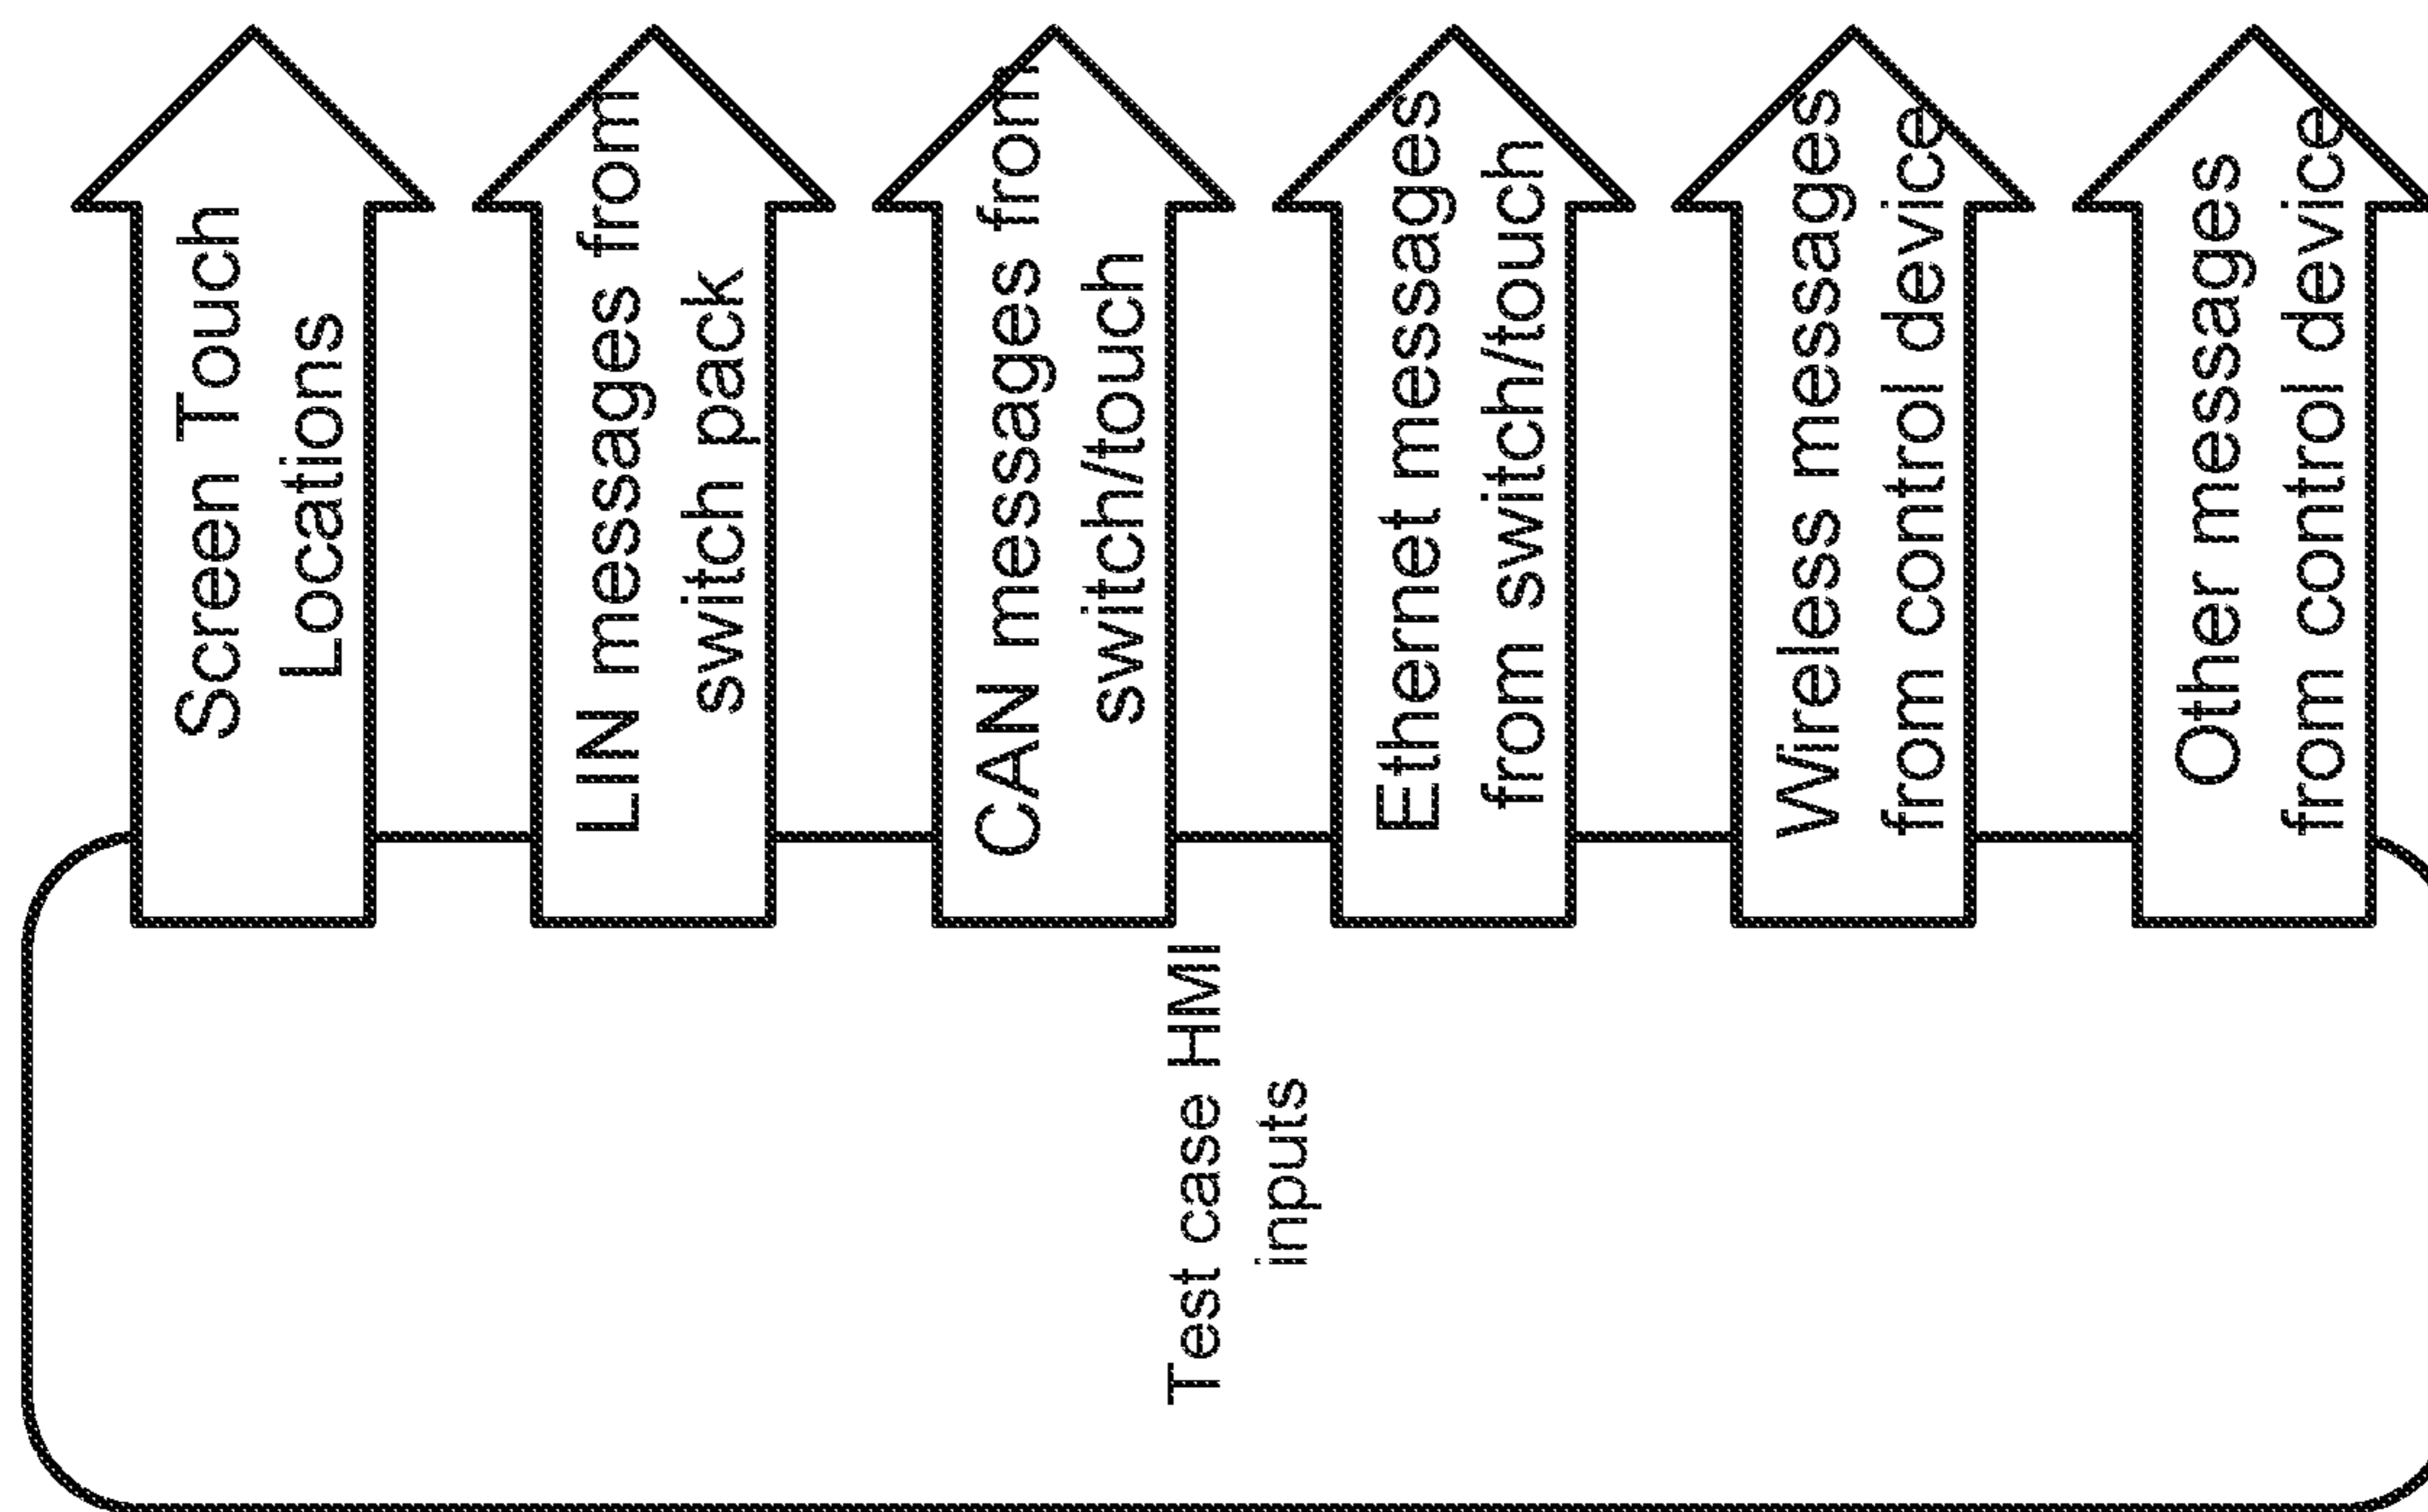 Screen Touch
Locations
LIN messages from
switch pack
CAN messages from
switch/touch
Ethernet messages
from switch/touch
Wireless messages
from control device
Other messages
from control device
Test case HMI
inputs